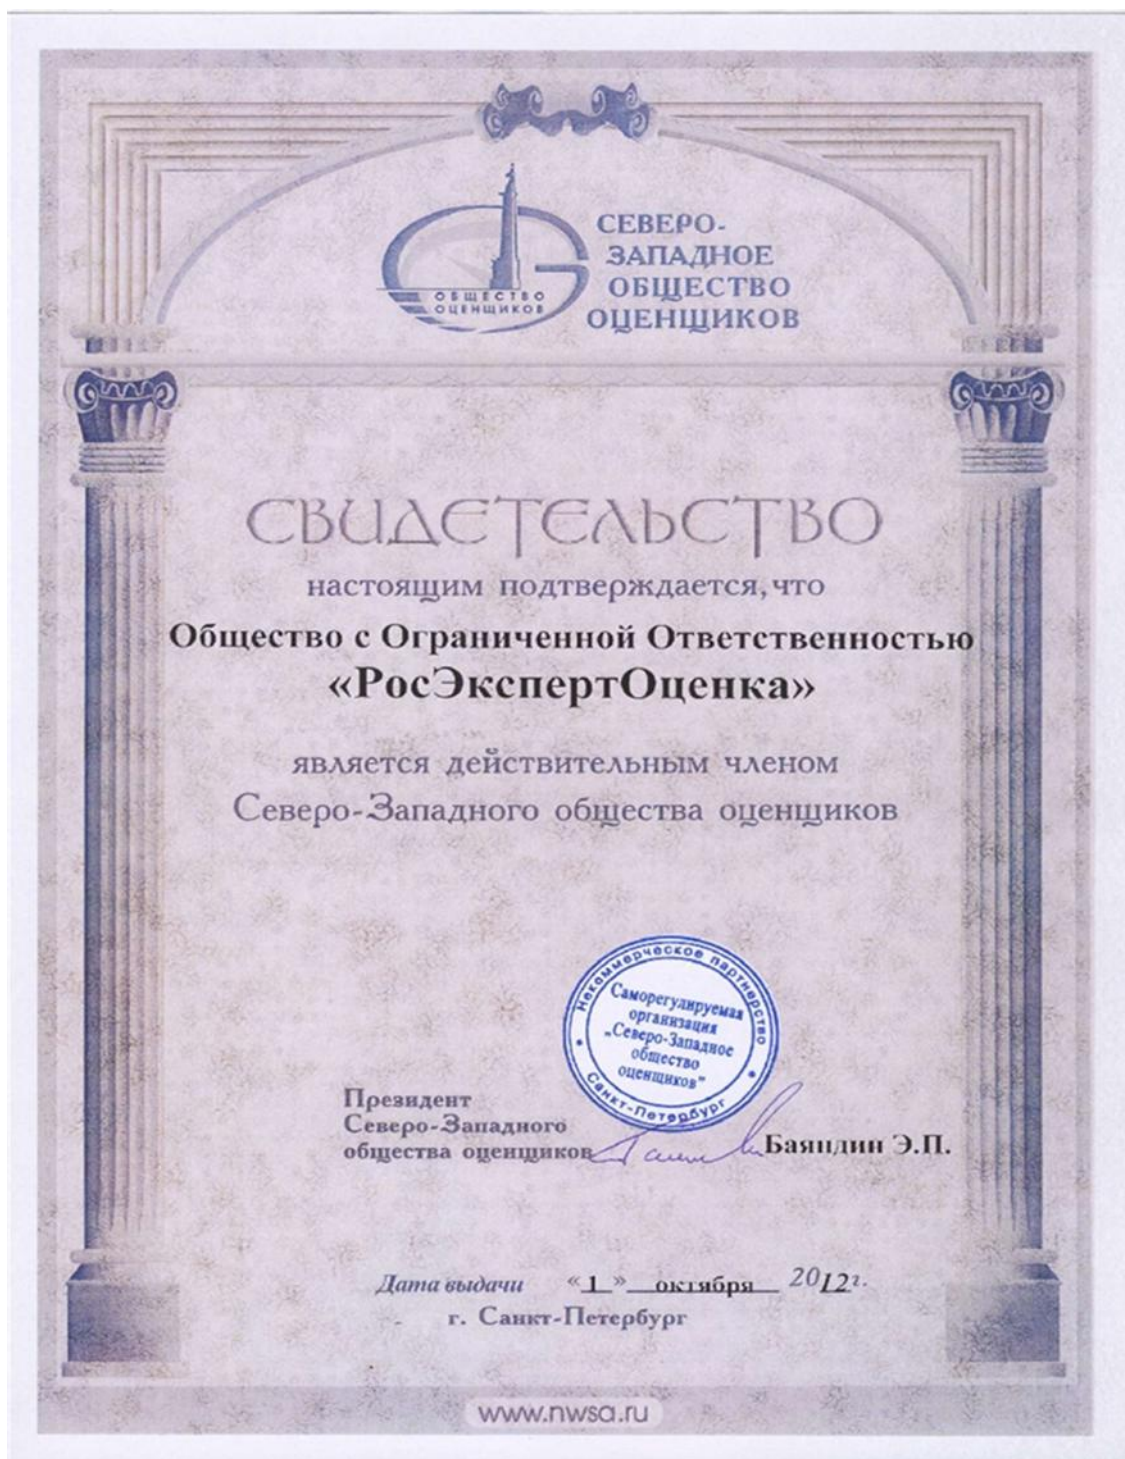 СЕВЕРО-
ЗАПАДНОЕ
ОБЩЕСТВО
ОЦЕНЩИКОВ
ОБЩЕСТВО
ОЦЕНЩИКОВ
СВИДЕТЕЛЬСТВО
настоящим подтверждается, что
Общество с Ограниченной Ответственностью
«РосЭкспертОценка»
является действительным членом
Северо-Западного общества оценщиков
Некоммерческое партнерство
Саморегулируемая
организация
„Северо-Западное
общество
оценщиков"
Санкт-Петербург
Президент
Северо-Западного
общества оценщиков
Баяндин Э.П.
Дата выдачи « 1 » октября 2012г.
г. Санкт-Петербург
www.nwsa.ru